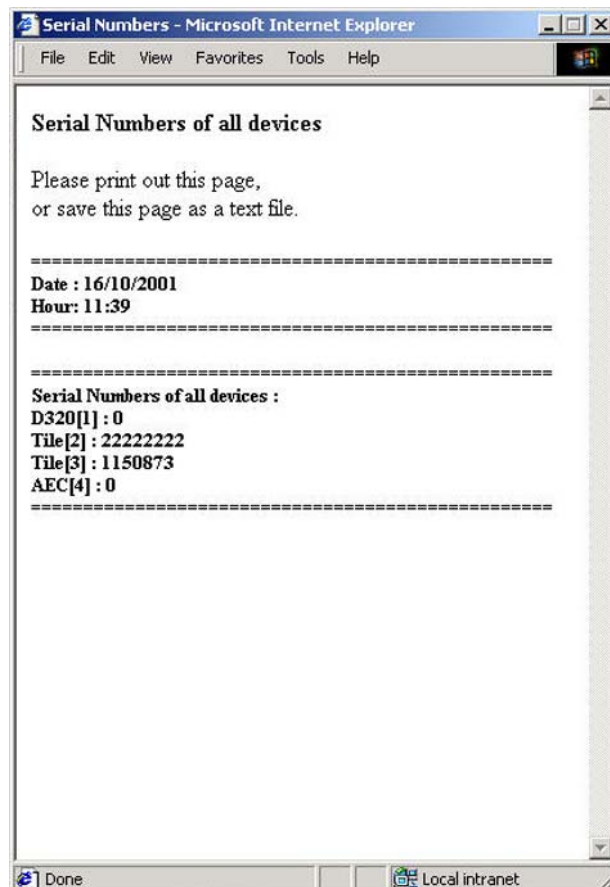 Serial Numbers - Microsoft Internet Explorer
File Edit View Favorites Tools Help
Serial Numbers of all devices
Please print out this page,
or save this page as a text file.
==================================================
Date : 16/10/2001
Hour: 11:39
==================================================
==================================================
Serial Numbers of all devices :
D320[1] : 0
Tile[2] : 22222222
Tile[3] : 1150873
AEC[4] : 0
==================================================
Done Local intranet